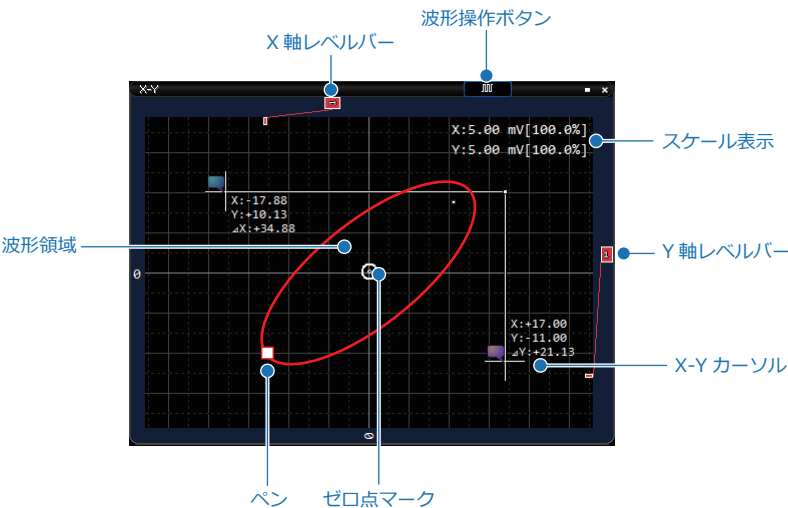 波形操作ボタン
X 軸レベルバー
X-Y
X:5.00 mV[100.0%]
Y:5.00 mV[100.0%]
スケール表示
X:-17.88
Y:+10.13
⊿X:+34.88
波形領域
Y 軸レベルバー
1
0
X:+17.00
Y:-11.00
⊿Y:+21.13
X-Y カーソル
0
ペン
ゼロ点マーク